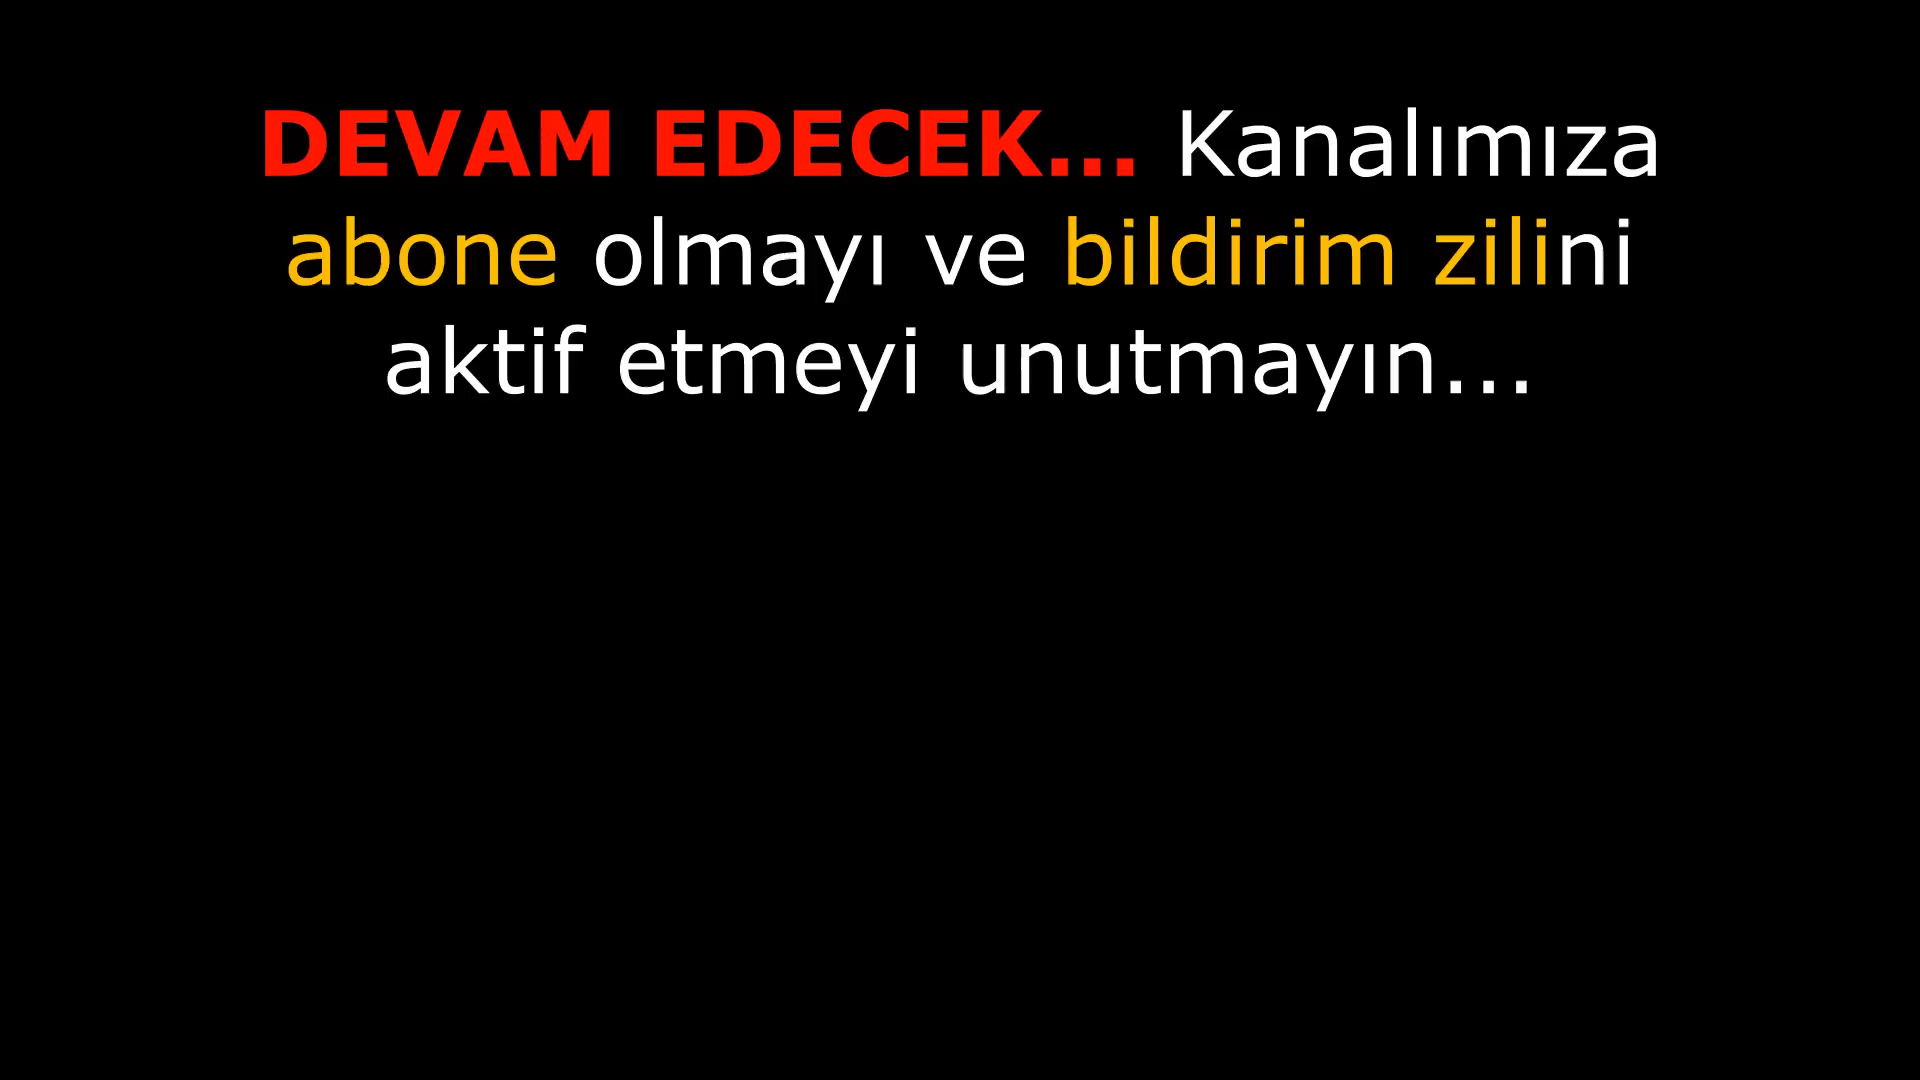 DEVAM EDECEK... Kanalımıza
abone olmayı ve bildirim zilini
aktif etmeyi unutmayın...